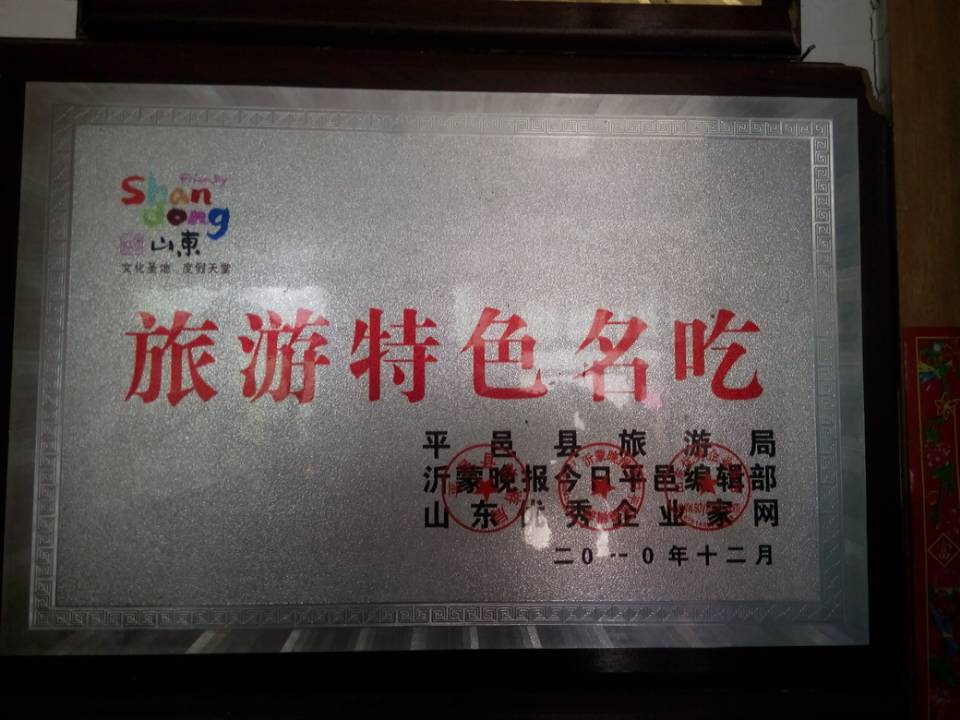 Friendly
Shan
dong
山東
文化圣地 度假天堂
旅游特色名吃
平邑县旅游局
沂蒙晚报今日平邑编辑部
山东优秀企业家网
二0一0年十二月